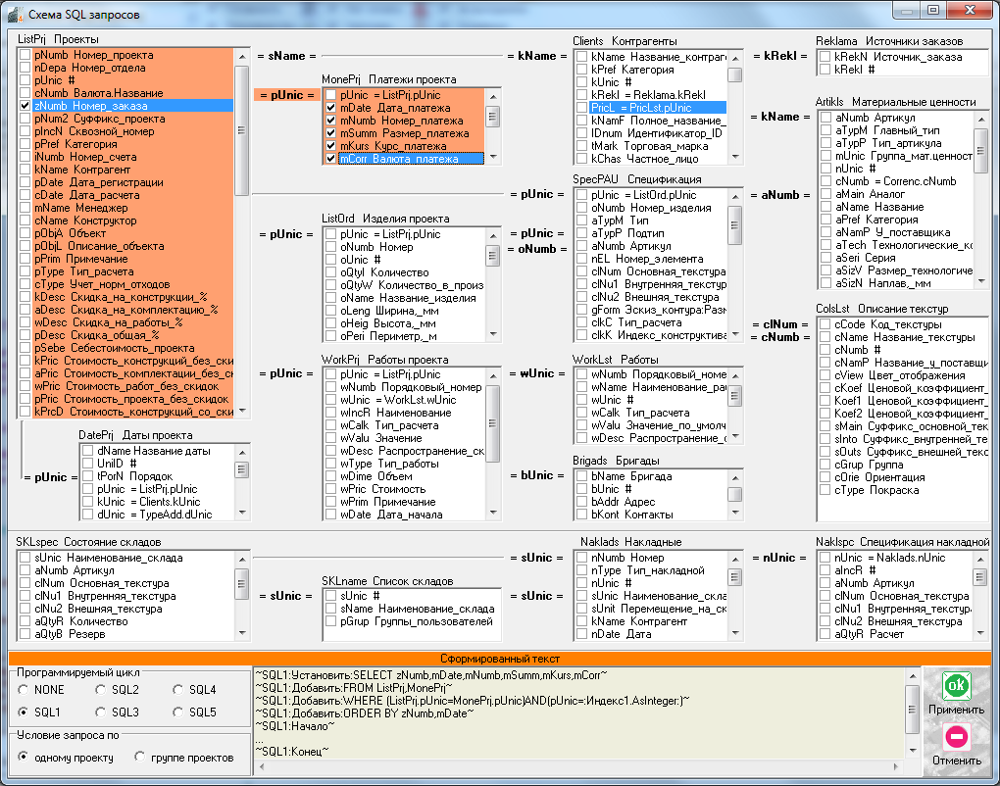 Схема SQL запросов
ListPrj Проекты
pNumb Номер_проекта
nDepa Номер_отдела
pUnic #
cNumb Валюта.Название
zNumb Номер_заказа
pNum2 Суффикс_проекта
pIncN Сквозной_номер
pPref Категория
iNumb Номер_счета
kName Контрагент
pDate Дата_регистрации
cDate Дата_расчета
mName Менеджер
cName Конструктор
pObjA Объект
pObjL Описание_объекта
pPrim Примечание
pType Тип_расчета
cType Учет_норм_отходов
kDesc Скидка_на_конструкции_%
aDesc Скидка_на_комплектацию_%
wDesc Скидка_на_работы_%
pDesc Скидка_общая_%
pSebe Себестоимость_проекта
kPric Стоимость_конструкций_без_ски
aPric Стоимость_комплектации_без_ск
wPric Стоимость_работ_без_скидок
pPric Стоимость_проекта_без_скидок
kPrcD Стоимость_конструкций_со_ски
= sName =
= kName =
= kRekl =
= pUnic =
MonePrj Платежи проекта
pUnic = ListPrj.pUnic
mDate Дата_платежа
mNumb Номер_платежа
mSumm Размер_платежа
mKurs Курс_платежа
mCorr Валюта_платежа
Clients Контрагенты
kName Название_контраг
kPref Категория
kUnic #
kRekl = Reklama.kRekl
PricL = PricLst.pUnic
kNamF Полное_название_
IDnum Идентификатор_ID
tMark Торговая_марка
kChas Частное_лицо
Reklama Источники заказов
kRekN Источник_заказа
kRekl #
= kName =
Artikls Материальные ценности
aNumb Артикул
aTypM Главный_тип
aTypP Тип_артикула
mUnic Группа_мат.ценност
nUnic #
cNumb = Correnc.cNumb
aMain Аналог
aName Название
aPref Категория
aNamP У_поставщика
aTech Технологические_ко
aSeri Серия
aSizV Размер_технологиче
aSizN Наплав,_мм
= pUnic =
SpecPAU Спецификация
pUnic = ListOrd.pUnic
oNumb Номер_изделия
aTypM Тип
aTypP Подтип
aNumb Артикул
nEL Номер_элемента
clNum Основная_текстура
clNu1 Внутренняя_текстура
clNu2 Внешняя_текстура
gForm Эскиз_контура:Разм
clkC Тип_расчета
clkK Индекс_конструктива
= aNumb =
= pUnic =
ListOrd Изделия проекта
pUnic = ListPrj.pUnic
oNumb Номер
oUnic #
oQtyI Количество
oQtyW Количество_в_произ
oName Название_изделия
oLeng Ширина,_мм
oHeig Высота,_мм
oPeri Периметр,_м
= pUnic =
= oNumb =
= clNum =
= cNumb =
ColsLst Описание текстур
cCode Код_текстуры
cName Название_текстуры
cNumb #
cNamP Название_у_поставщи
cView Цвет_отображения
cKoef Ценовой_коэффициент_
Koef1 Ценовой_коэффициент_
Koef2 Ценовой_коэффициент_
sMain Суффикс_основной_тек
sInto Суффикс_внутренней_те
sOuts Суффикс_внешней_текс
cGrup Группа
cOrie Ориентация
cType Покраска
= pUnic =
WorkPrj Работы проекта
pUnic = ListPrj.pUnic
wNumb Порядковый_номер
wUnic = WorkLst.wUnic
wIncR Наименование
wCalk Тип_расчета
wValu Значение
wDesc Распространение_ск
wType Тип_работы
wDime Объем
wPric Стоимость
wPrim Примечание
wDate Дата_начала
= wUnic =
WorkLst Работы
wNumb Порядковый_номе
wName Наименование_раб
wUnic #
wCalk Тип_расчета
wValu Значение_по_умолч
wDesc Распространение_с
= bUnic =
Brigads Бригады
bName Бригада
bUnic #
bAddr Адрес
bKont Контакты
= pUnic =
DatePrj Даты проекта
dName Название даты
UniID #
tPorN Порядок
pUnic = ListPrj.pUnic
kUnic = Clients.kUnic
dUnic = TypeAdd.dUnic
SKLspec Состояние складов
sUnic Наименование_склада
aNumb Артикул
clNum Основная_текстура
clNu1 Внутренняя_текстура
clNu2 Внешняя_текстура
aQtyR Количество
aQtyB Резерв
= sUnic =
= sUnic =
SKLname Список складов
sUnic #
sName Наименование_склада
pGrup Группы_пользователей
= sUnic =
Naklads Накладные
nNumb Номер
nType Тип_накладной
nUnic #
sUnic Наименование_скла
sUnit Перемещение_на_ск
kName Контрагент
nDate Дата
= nUnic =
Naklspc Спецификация накладной
nUnic = Naklads.nUnic
aIncR #
aNumb Артикул
clNum Основная_текстура
clNu1 Внутренняя_текстура
clNu2 Внешняя_текстура
aQtyR Расчет
Сформированный текст
Программируемый цикл
NONE SQL2 SQL4
SQL1 SQL3 SQL5
Условие запроса по
одному проекту группе проектов
~SQL1:Установить:SELECT zNumb,mDate,mNumb,mSumm,mKurs,mCorr~
~SQL1:Добавить:FROM ListPrj,MonePrj~
~SQL1:Добавить:WHERE (ListPrj.pUnic=MonePrj.pUnic)AND(pUnic=:Индекс1.AsInteger:)~
~SQL1:Добавить:ORDER BY zNumb,mDate~
~SQL1:Начало~
...
~SQL1:Конец~
ok
Применить
Отменить